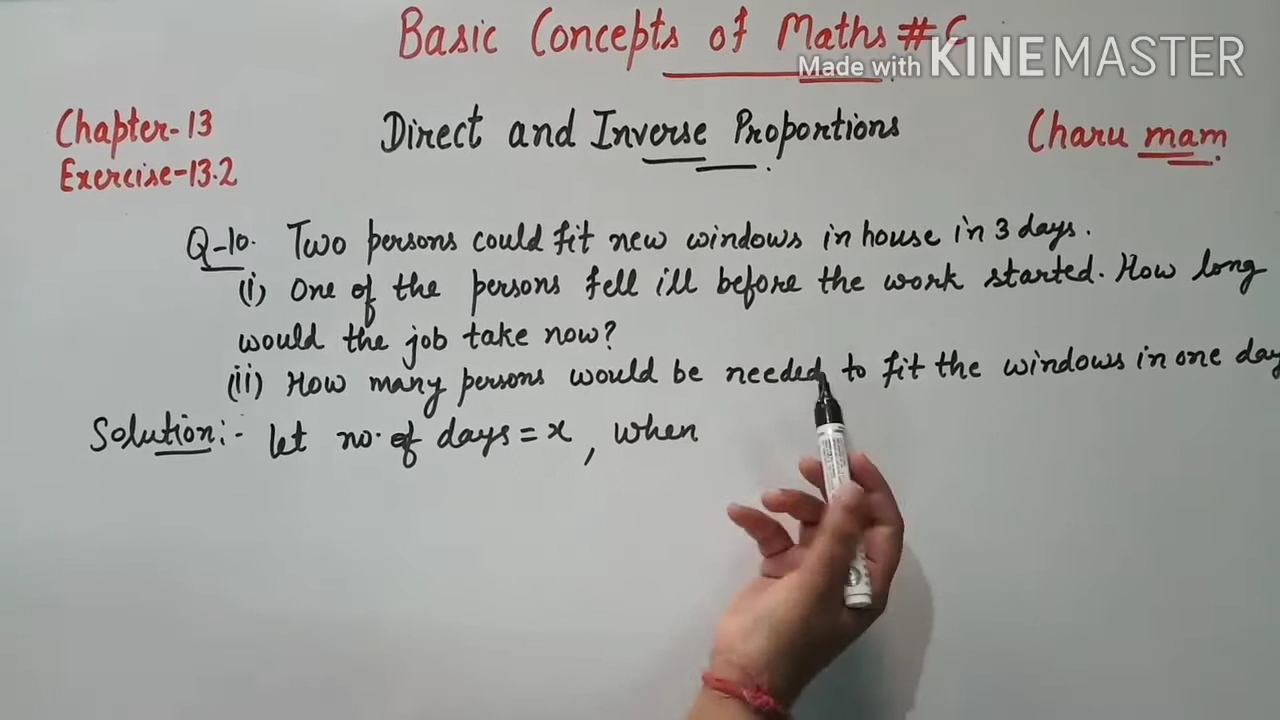 Basic Concepts of Maths #
Made with KINEMASTER
Chapter-13
Direct and Inverse Proportions
Charu mam
Exercise-13.2
Q-10. Two persons could fit new windows in house in 3 days.
(i) One of the persons fell ill before the work started. How long
would the job take now?
(ii) How many persons would be needed to fit the windows in one day
Solution:- let no. of days = x , when